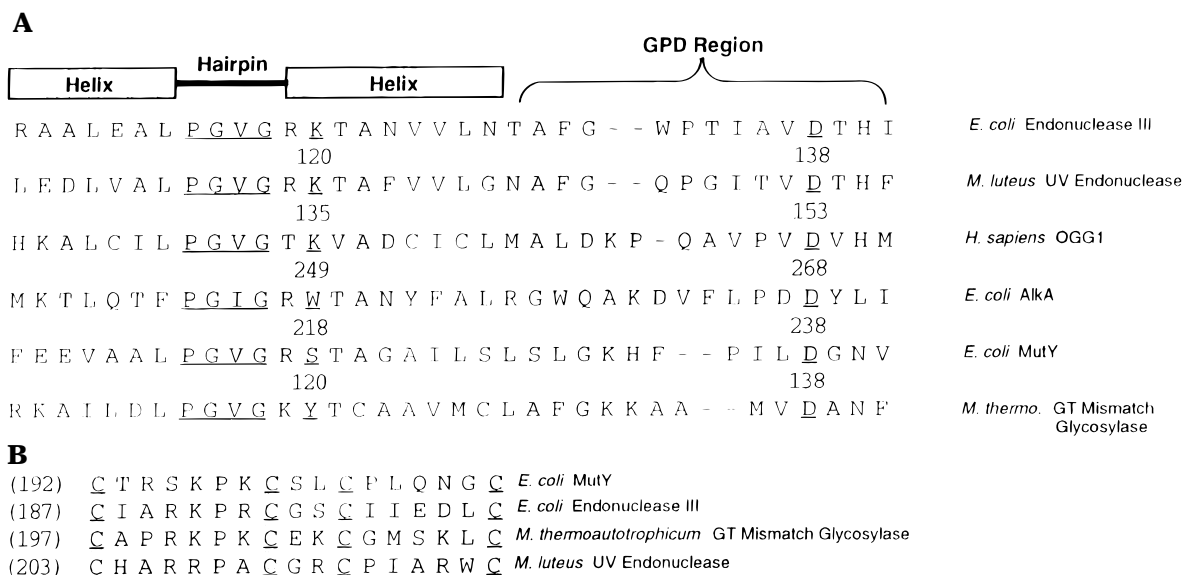 A
GPD Region
Hairpin
Helix Helix
R A A L E A L P G V G R K T A N V V L N T A F G - - W P T I A V D T H I E. coli Endonuclease III
120 138
L E D L V A L P G V G R K T A F V V L G N A F G - - Q P G I T V D T H F M. luteus UV Endonuclease
135 153
H K A L C I L P G V G T K V A D C I C L M A L D K P - Q A V P V D V H M H. sapiens OGG1
249 268
M K T L Q T F P G I G R W T A N Y F A L R G W Q A K D V F L P D D Y L I E. coli AlkA
218 238
F E E V A A L P G V G R S T A G A I L S L S L G K H F - - P I L D G N V E. coli MutY
120 138
R K A I L D L P G V G K Y T C A A V M C L A F G K K A A - - M V D A N F M. thermo. GT Mismatch
Glycosylase
B
(192) C T R S K P K C S L C P L Q N G C E. coli MutY
(187) C I A R K P R C G S C I I E D L C E. coli Endonuclease III
(197) C A P R K P K C E K C G M S K L C M. thermoautotrophicum GT Mismatch Glycosylase
(203) C H A R R P A C G R C P I A R W C M. luteus UV Endonuclease